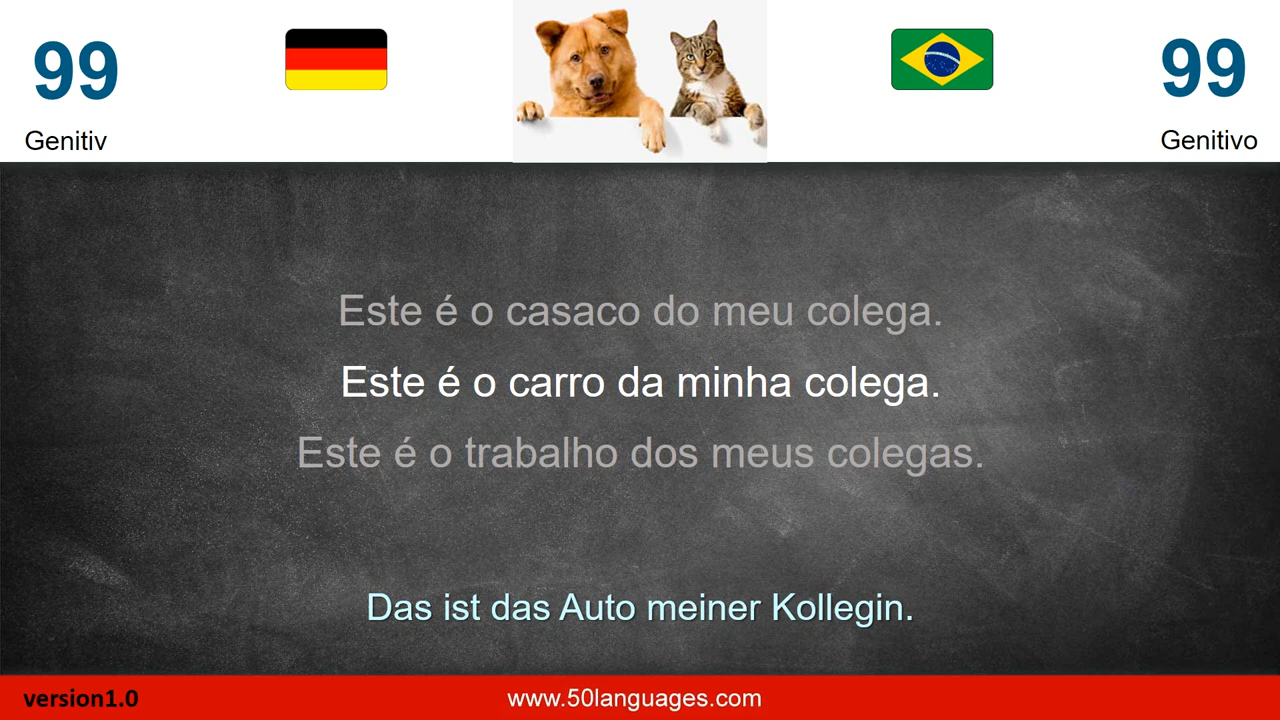 99
99
Genitiv
Genitivo
Este é o casaco do meu colega.
Este é o carro da minha colega.
Este é o trabalho dos meus colegas.
Das ist das Auto meiner Kollegin.
version1.0
www.50languages.com